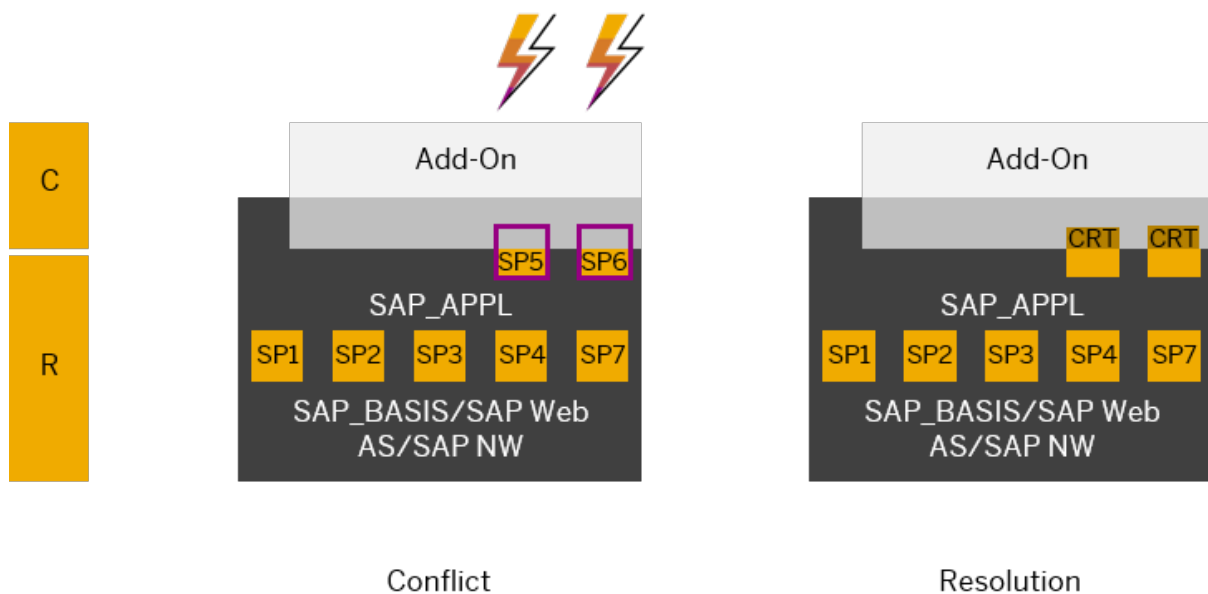 C
R
Add-On
SP5 SP6
SAP_APPL
SP1 SP2 SP3 SP4 SP7
SAP_BASIS/SAP Web
AS/SAP NW
Conflict
Add-On
CRT CRT
SAP_APPL
SP1 SP2 SP3 SP4 SP7
SAP_BASIS/SAP Web
AS/SAP NW
Resolution